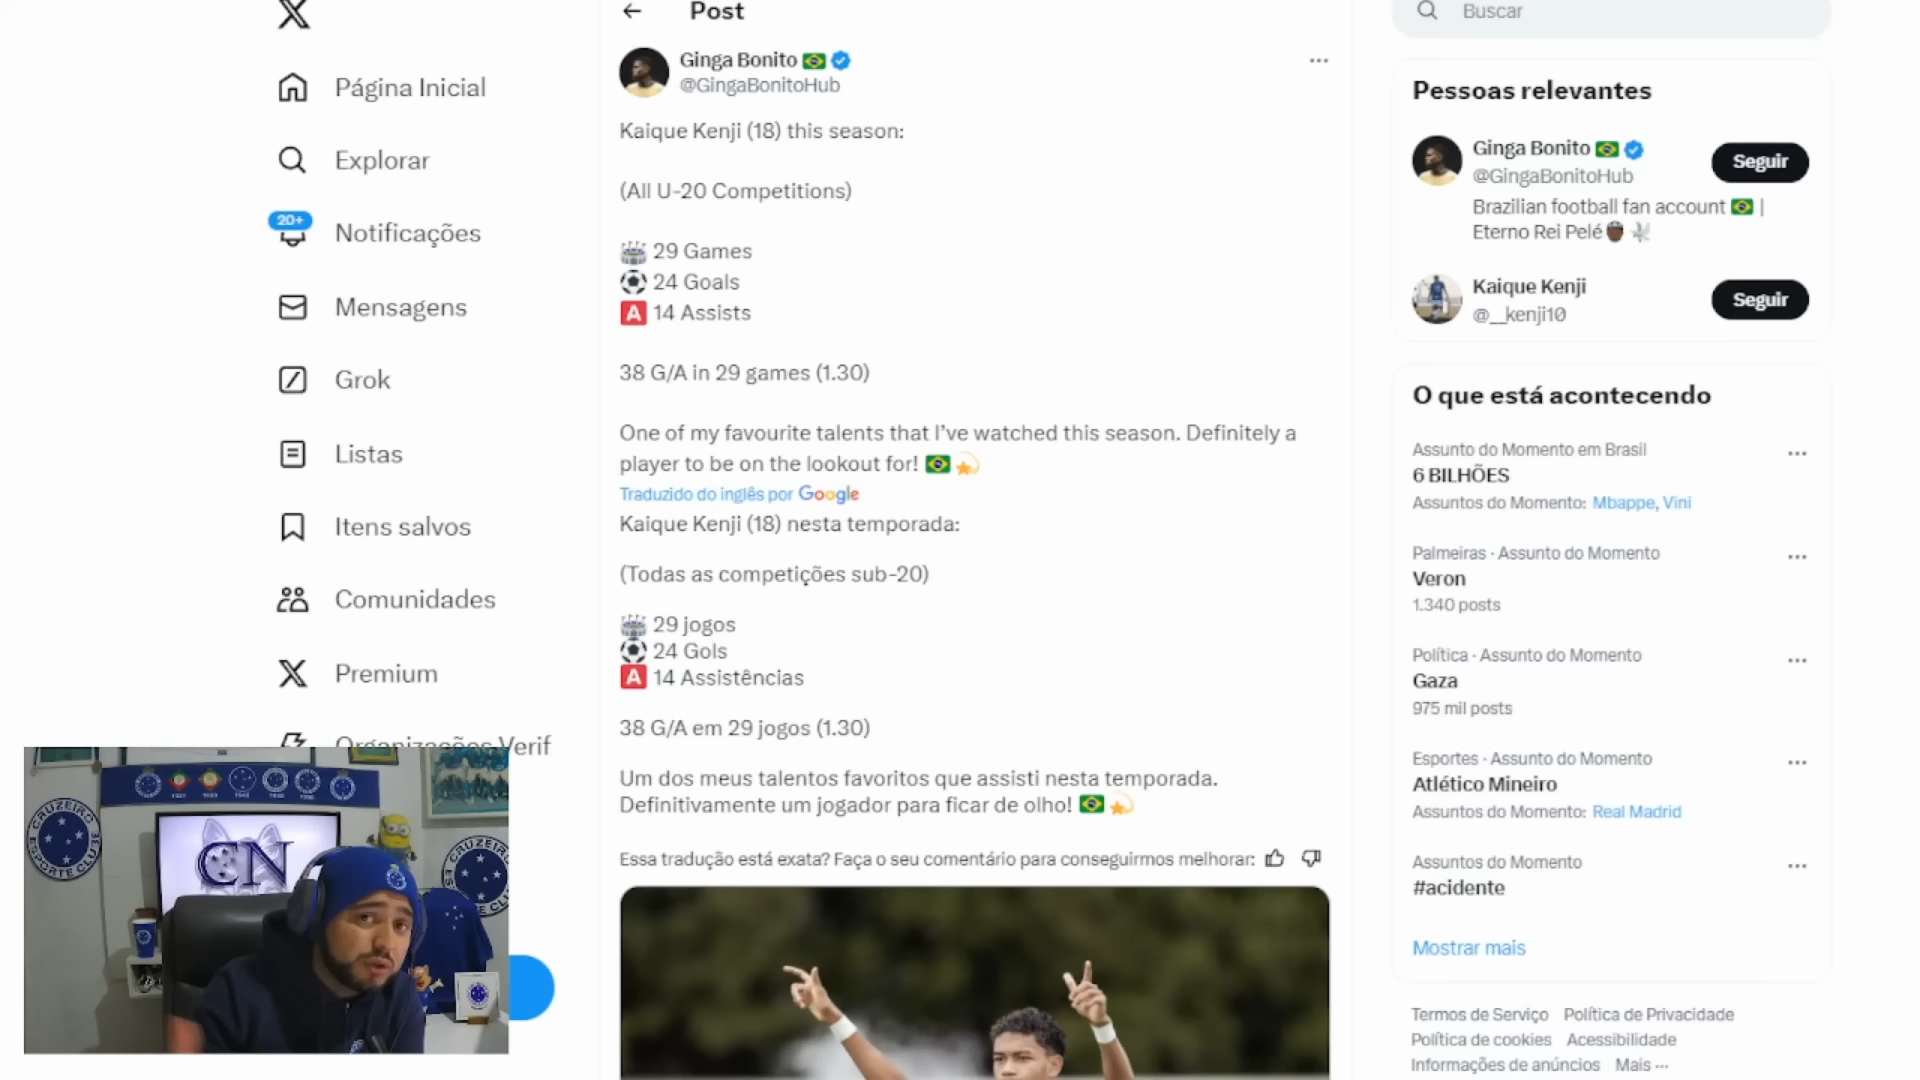 Página Inicial
Explorar
20+
Notificações
Mensagens
Grok
Listas
Itens salvos
Comunidades
Premium
Organizações Verif
Post
Ginga Bonito
@GingaBonitoHub
Kaique Kenji (18) this season:
(All U-20 Competitions)
29 Games
24 Goals
A 14 Assists
38 G/A in 29 games (1.30)
One of my favourite talents that I've watched this season. Definitely a
player to be on the lookout for!
Traduzido do inglês por Google
Kaique Kenji (18) nesta temporada:
(Todas as competições sub-20)
29 jogos
24 Gols
A 14 Assistências
38 G/A em 29 jogos (1.30)
Um dos meus talentos favoritos que assisti nesta temporada.
Definitivamente um jogador para ficar de olho!
Essa tradução está exata? Faça o seu comentário para conseguirmos melhorar:
Buscar
Pessoas relevantes
Ginga Bonito
@GingaBonitoHub
Seguir
Brazilian football fan account |
Eterno Rei Pelé
Kaique Kenji
@__kenji10
Seguir
O que está acontecendo
Assunto do Momento em Brasil
6 BILHÕES
Assuntos do Momento: Mbappe, Vini
Palmeiras · Assunto do Momento
Veron
1.340 posts
Política · Assunto do Momento
Gaza
975 mil posts
Esportes · Assunto do Momento
Atlético Mineiro
Assuntos do Momento: Real Madrid
Assuntos do Momento
#acidente
Mostrar mais
Termos de Serviço Política de Privacidade
Política de cookies Acessibilidade
Informações de anúncios Mais ···
CRUZEIRO
ESPORTE CLUBE
CN